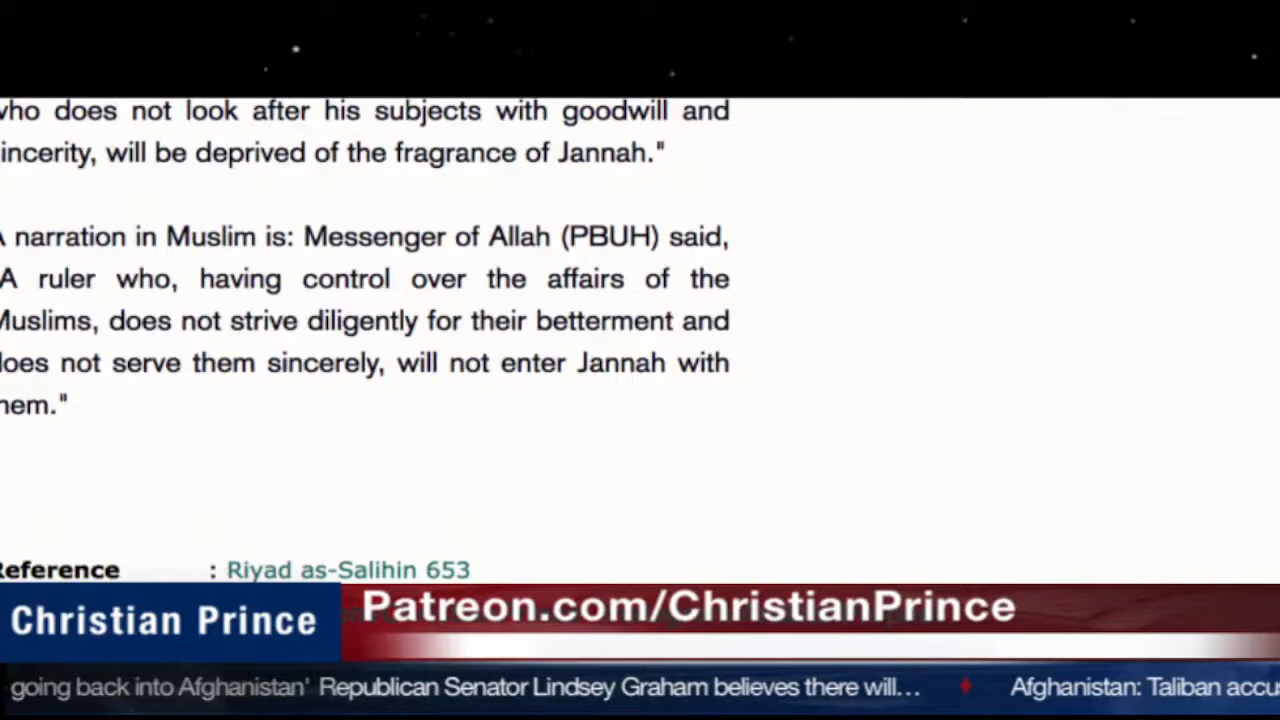 who does not look after his subjects with goodwill and
incerity, will be deprived of the fragrance of Jannah."
A narration in Muslim is: Messenger of Allah (PBUH) said,
"A ruler who, having control over the affairs of the
Muslims, does not strive diligently for their betterment and
does not serve them sincerely, will not enter Jannah with
hem."
Reference : Riyad as-Salihin 653
Christian Prince
Patreon.com/ChristianPrince
going back into Afghanistan' Republican Senator Lindsey Graham believes there will... ♦ Afghanistan: Taliban accu